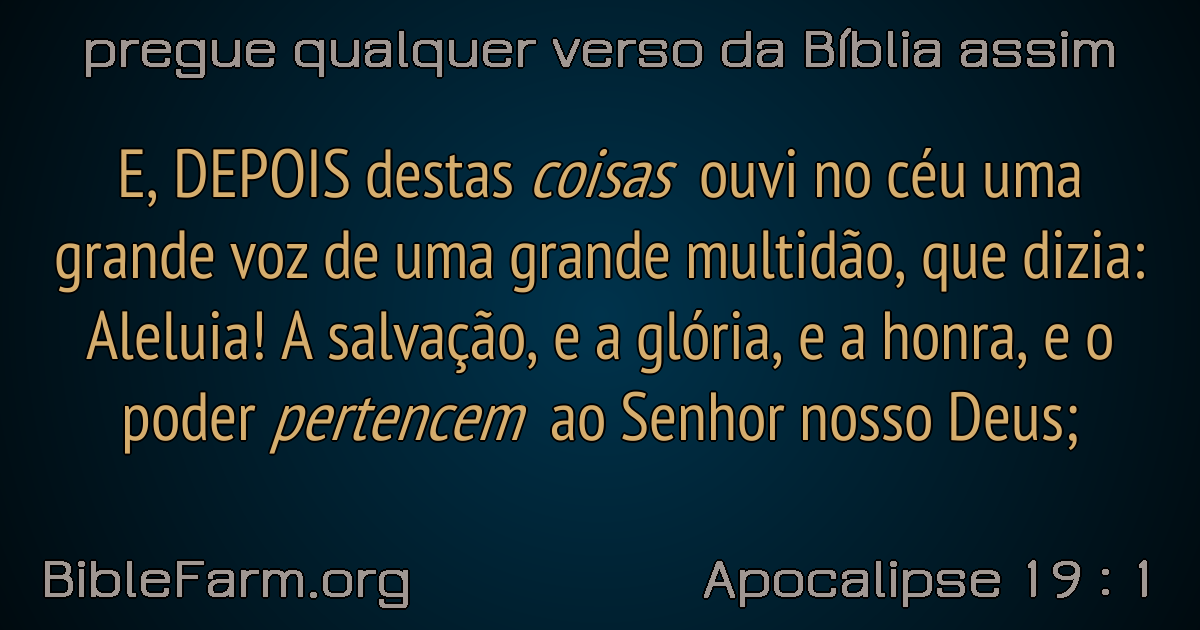 pregue qualquer verso da Bíblia assim
E, DEPOIS destas coisas ouvi no céu uma
grande voz de uma grande multidão, que dizia:
Aleluia! A salvação, e a glória, e a honra, e o
poder pertencem ao Senhor nosso Deus;
BibleFarm.org
Apocalipse 19 : 1